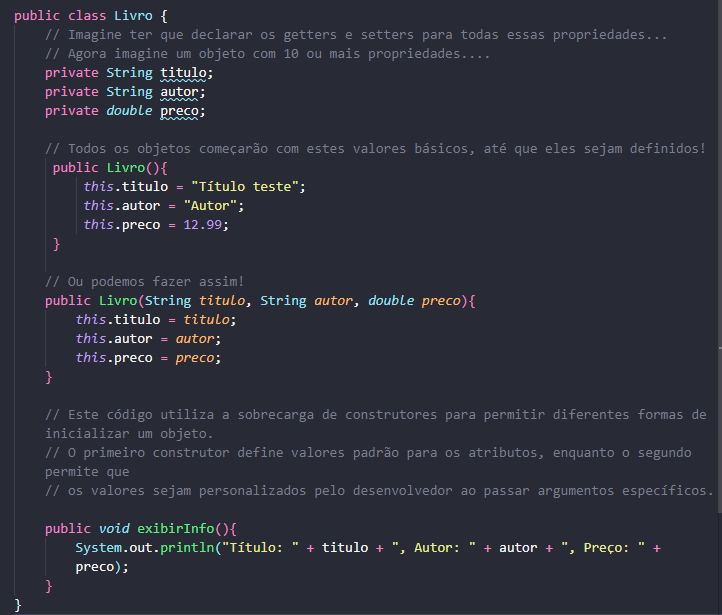 public class Livro {
// Imagine ter que declarar os getters e setters para todas essas propriedades...
// Agora imagine um objeto com 10 ou mais propriedades....
private String titulo;
private String autor;
private double preco;
// Todos os objetos começarão com estes valores básicos, até que eles sejam definidos!
public Livro(){
this.titulo = "Título teste";
this.autor = "Autor";
this.preco = 12.99;
}
// Ou podemos fazer assim!
public Livro(String titulo, String autor, double preco){
this.titulo = titulo;
this.autor = autor;
this.preco = preco;
}
// Este código utiliza a sobrecarga de construtores para permitir diferentes formas de
inicializar um objeto.
// O primeiro construtor define valores padrão para os atributos, enquanto o segundo
permite que
// os valores sejam personalizados pelo desenvolvedor ao passar argumentos específicos.
public void exibirInfo(){
System.out.println("Título: " + titulo + ", Autor: " + autor + ", Preço: " +
preco);
}
}